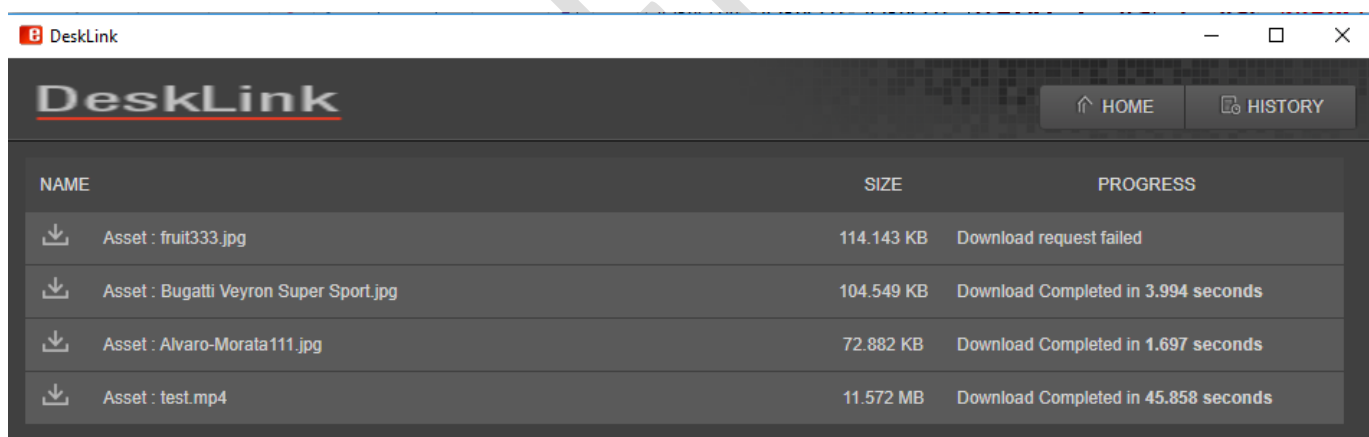 DeskLink
DeskLink
HOME HISTORY
NAME SIZE PROGRESS
Asset : fruit333.jpg 114.143 KB Download request failed
Asset : Bugatti Veyron Super Sport.jpg 104.549 KB Download Completed in 3.994 seconds
Asset : Alvaro-Morata111.jpg 72.882 KB Download Completed in 1.697 seconds
Asset : test.mp4 11.572 MB Download Completed in 45.858 seconds